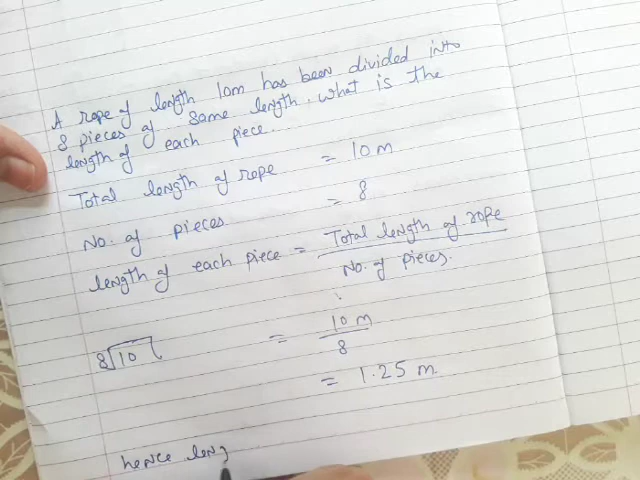 A rope of length 10m has been divided into
8 pieces of same length. what is the
length of each piece.
Total length of rope = 10 m
No. of pieces = 8
length of each piece = Total length of rope
No. of pieces.
8 10 = 10 m
8
= 1.25 m
hence leng